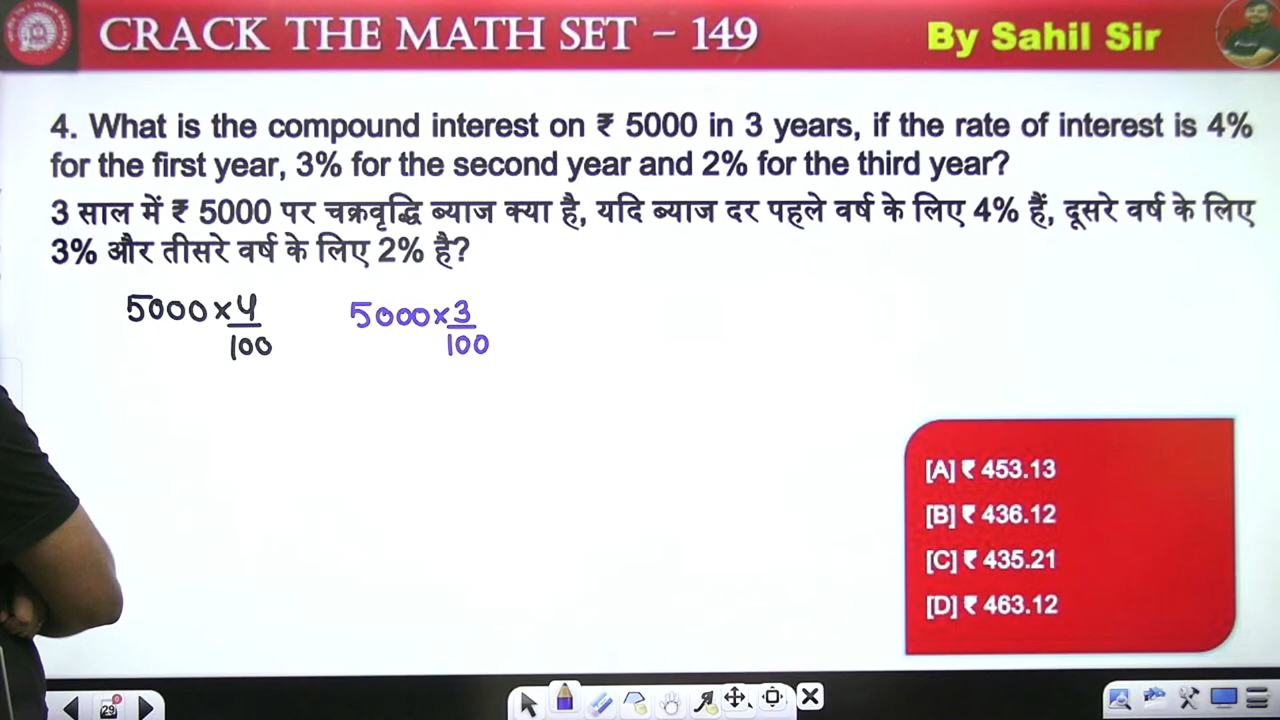 CRACK THE MATH SET – 149
By Sahil Sir
4. What is the compound interest on ₹ 5000 in 3 years, if the rate of interest is 4%
for the first year, 3% for the second year and 2% for the third year?
3 साल में ₹ 5000 पर चक्रवृद्धि ब्याज क्या है, यदि ब्याज दर पहले वर्ष के लिए 4% हैं, दूसरे वर्ष के लिए
3% और तीसरे वर्ष के लिए 2% है?
5000 × 4/100
5000 × 3/100
[A] ₹ 453.13
[B] ₹ 436.12
[C] ₹ 435.21
[D] ₹ 463.12
29